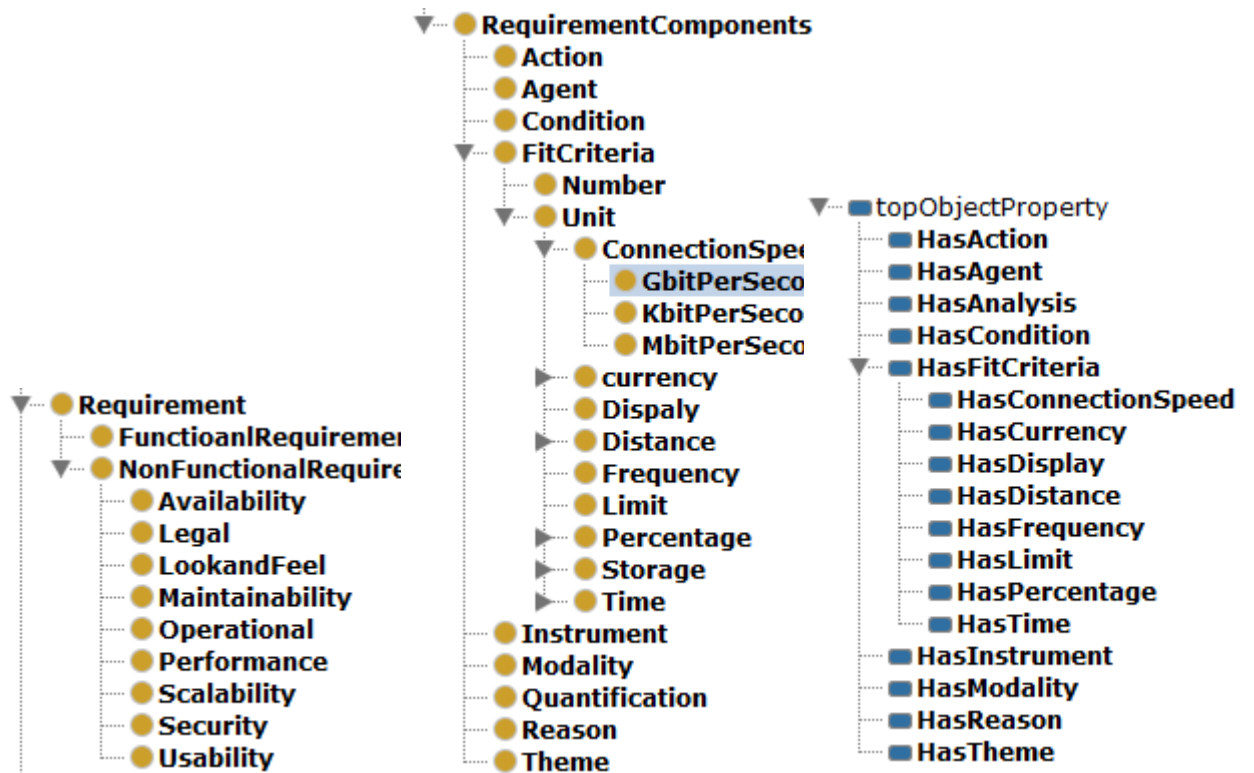 Requirement
FunctioanlRequiremen
NonFunctionalRequire
Availability
Legal
LookandFeel
Maintainability
Operational
Performance
Scalability
Security
Usability
RequirementComponents
Action
Agent
Condition
FitCriteria
Number
Unit
ConnectionSpee
GbitPerSeco
KbitPerSeco
MbitPerSeco
currency
Dispaly
Distance
Frequency
Limit
Percentage
Storage
Time
Instrument
Modality
Quantification
Reason
Theme
topObjectProperty
HasAction
HasAgent
HasAnalysis
HasCondition
HasFitCriteria
HasConnectionSpeed
HasCurrency
HasDisplay
HasDistance
HasFrequency
HasLimit
HasPercentage
HasTime
HasInstrument
HasModality
HasReason
HasTheme